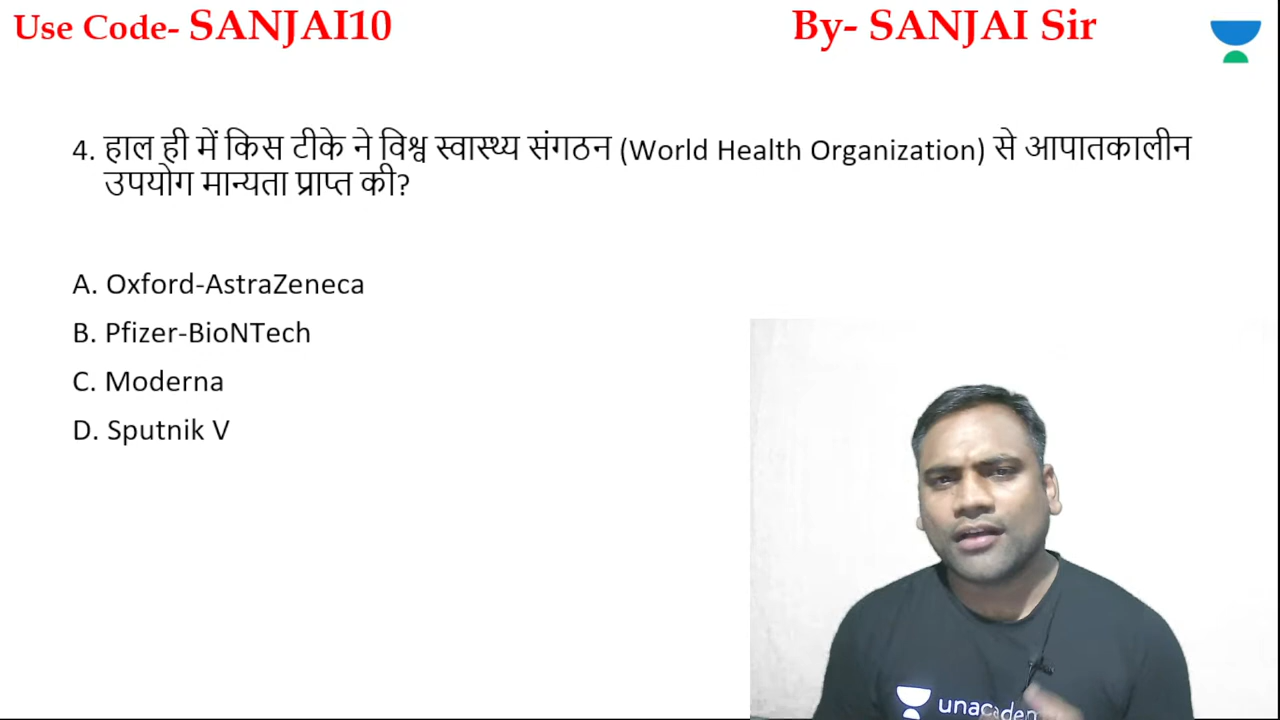 Use Code- SANJAI10
By- SANJAI Sir
4. हाल ही में किस टीके ने विश्व स्वास्थ्य संगठन (World Health Organization) से आपातकालीन
उपयोग मान्यता प्राप्त की?
A. Oxford-AstraZeneca
B. Pfizer-BioNTech
C. Moderna
D. Sputnik V
unacadem